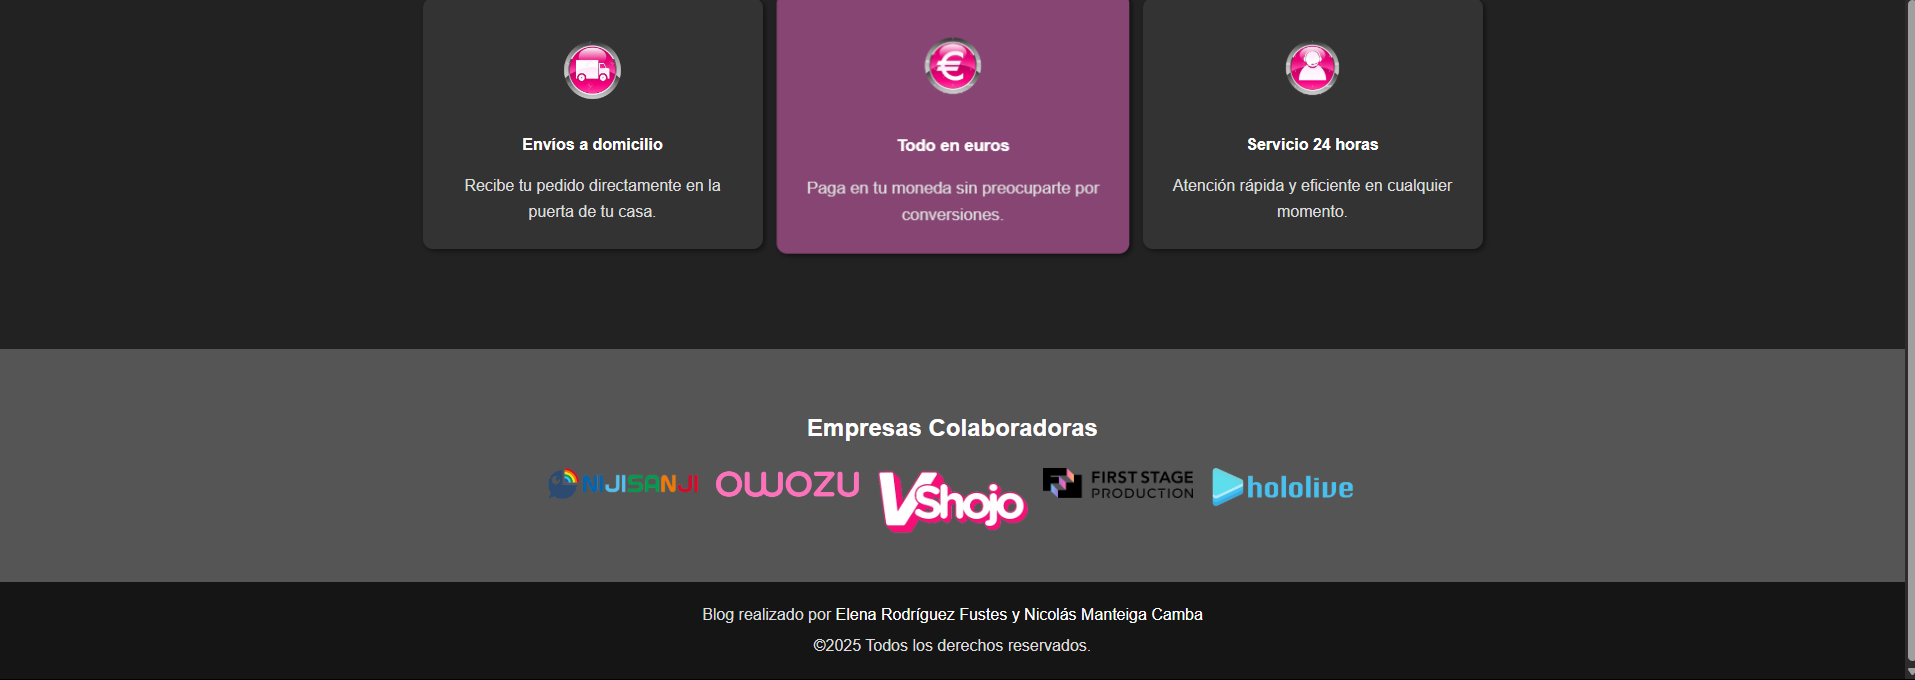 Envíos a domicilio
Recibe tu pedido directamente en la
puerta de tu casa.
€
Todo en euros
Paga en tu moneda sin preocuparte por
conversiones.
Servicio 24 horas
Atención rápida y eficiente en cualquier
momento.
Empresas Colaboradoras
NIJISANJI
OWOZU
VShojo
FIRST STAGE
PRODUCTION
hololive
Blog realizado por Elena Rodríguez Fustes y Nicolás Manteiga Camba
©2025 Todos los derechos reservados.